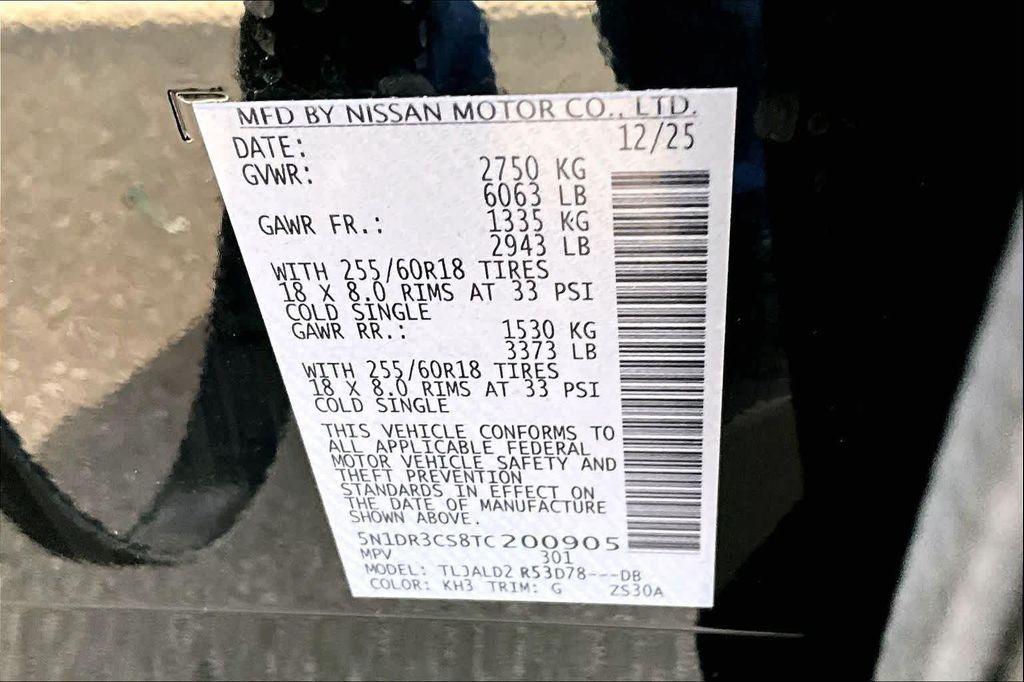 MFD BY NISSAN MOTOR CO., LTD.
DATE: 12/25
GVWR: 2750 KG
6063 LB
GAWR FR.: 1335 KG
2943 LB
WITH 255/60R18 TIRES
18 X 8.0 RIMS AT 33 PSI
COLD SINGLE
GAWR RR.: 1530 KG
3373 LB
WITH 255/60R18 TIRES
18 X 8.0 RIMS AT 33 PSI
COLD SINGLE
THIS VEHICLE CONFORMS TO
ALL APPLICABLE FEDERAL
MOTOR VEHICLE SAFETY AND
THEFT PREVENTION
STANDARDS IN EFFECT ON
THE DATE OF MANUFACTURE
SHOWN ABOVE.
5N1DR3CS8TC200905
MPV 301
MODEL: TLJALD2 R53D78---DB
COLOR: KH3 TRIM: G ZS30A